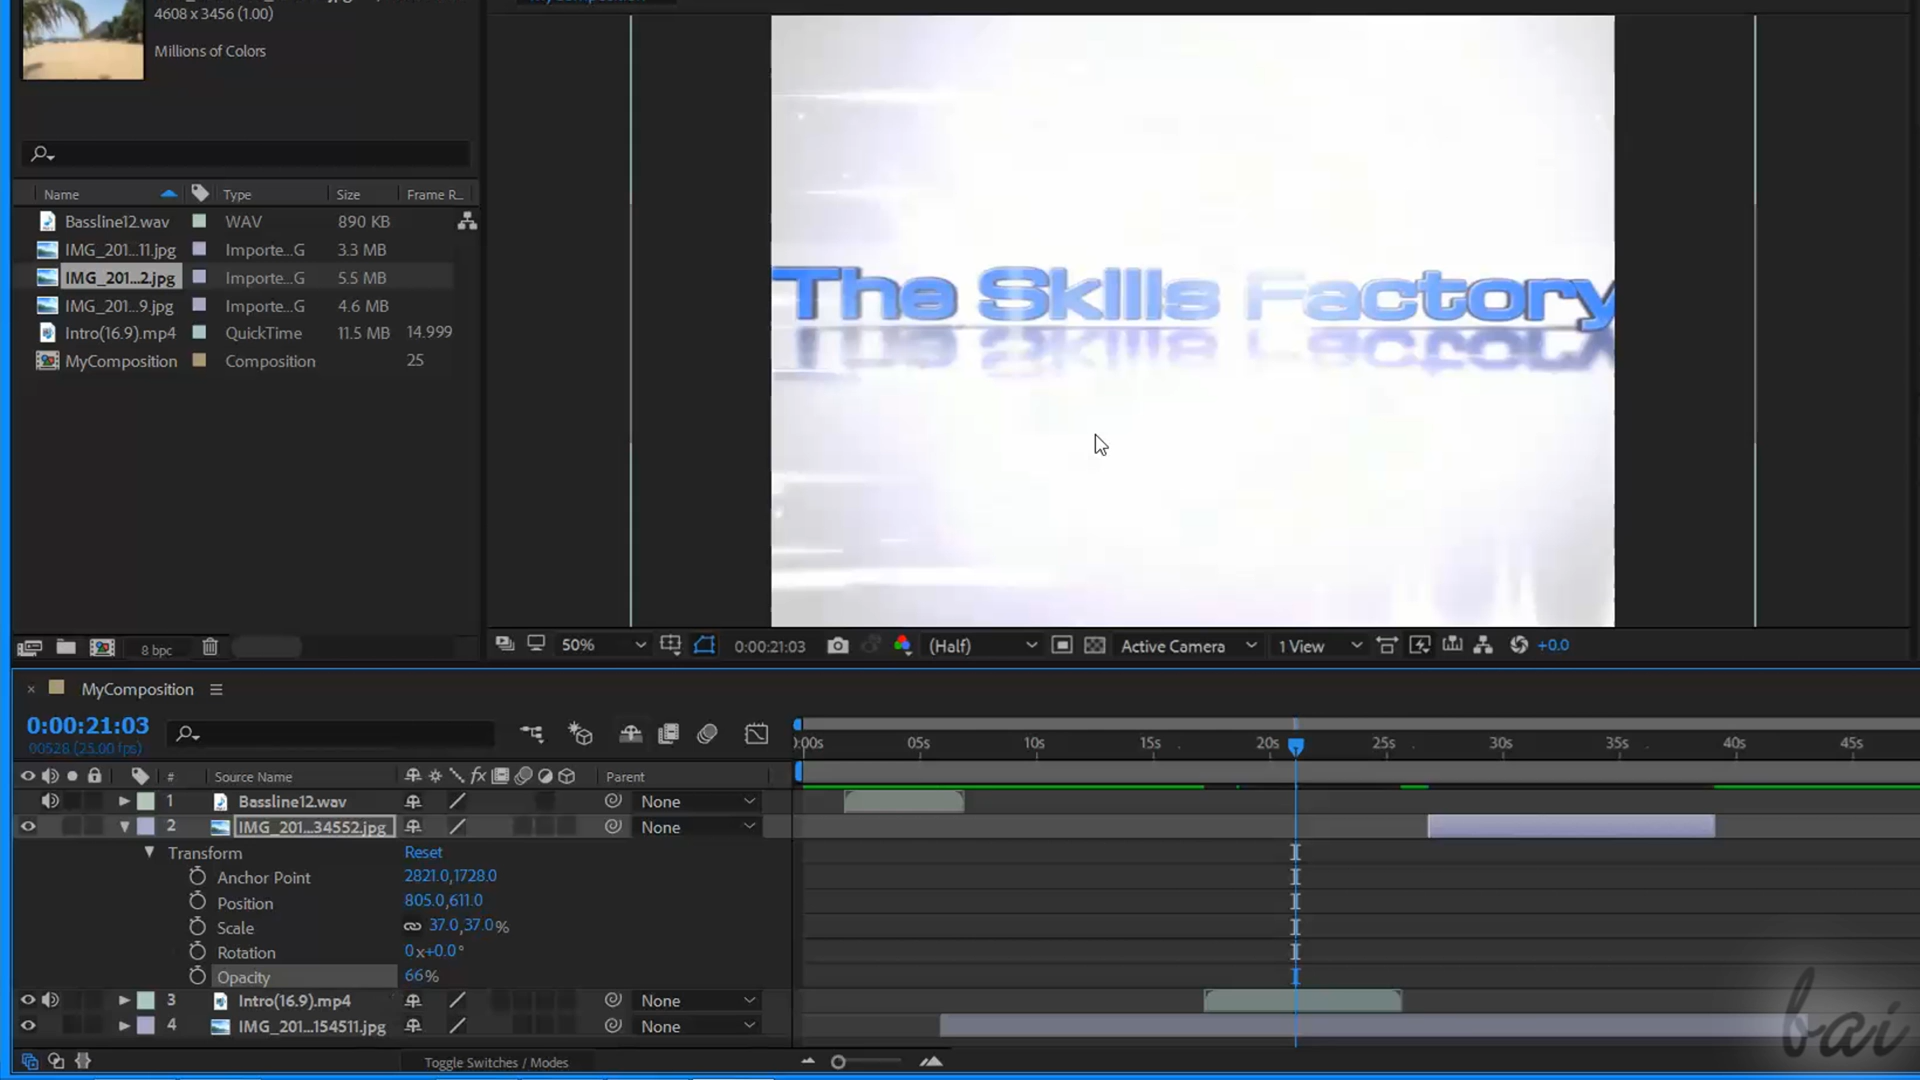 4608 x 3456 (1.00)
Millions of Colors
Name Type Size Frame R...
Bassline12.wav WAV 890 KB
IMG_201...11.jpg Importe...G 3.3 MB
IMG_201...2.jpg Importe...G 5.5 MB
IMG_201...9.jpg Importe...G 4.6 MB
Intro(16.9).mp4 QuickTime 11.5 MB 14.999
MyComposition Composition 25
The Skills Factory
8 bpc
50% 0:00:21:03 (Half) Active Camera 1 View +0.0
MyComposition
0:00:21:03
00528 (25.00 fps)
0:00s 05s 10s 15s 20s 25s 30s 35s 40s 45s
# Source Name fx Parent
1 Bassline12.wav None
2 IMG_201...34552.jpg None
Transform Reset
Anchor Point 2821.0,1728.0
Position 805.0,611.0
Scale 37.0,37.0%
Rotation 0x+0.0°
Opacity 66%
3 Intro(16.9).mp4 None
4 IMG_201...154511.jpg None
Toggle Switches / Modes
bai